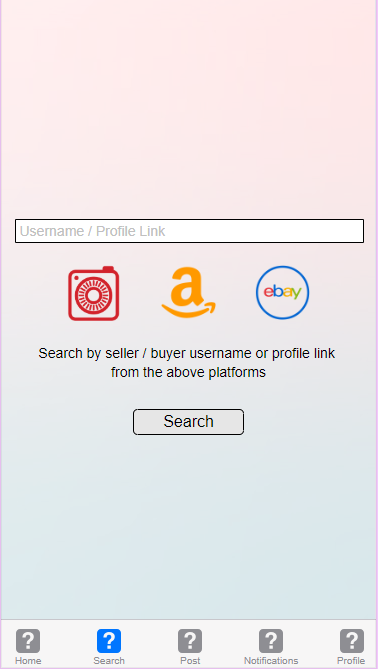 Username / Profile Link
a
ebay
Search by seller / buyer username or profile link
from the above platforms
Search
? ? ? ? ?
Home Search Post Notifications Profile